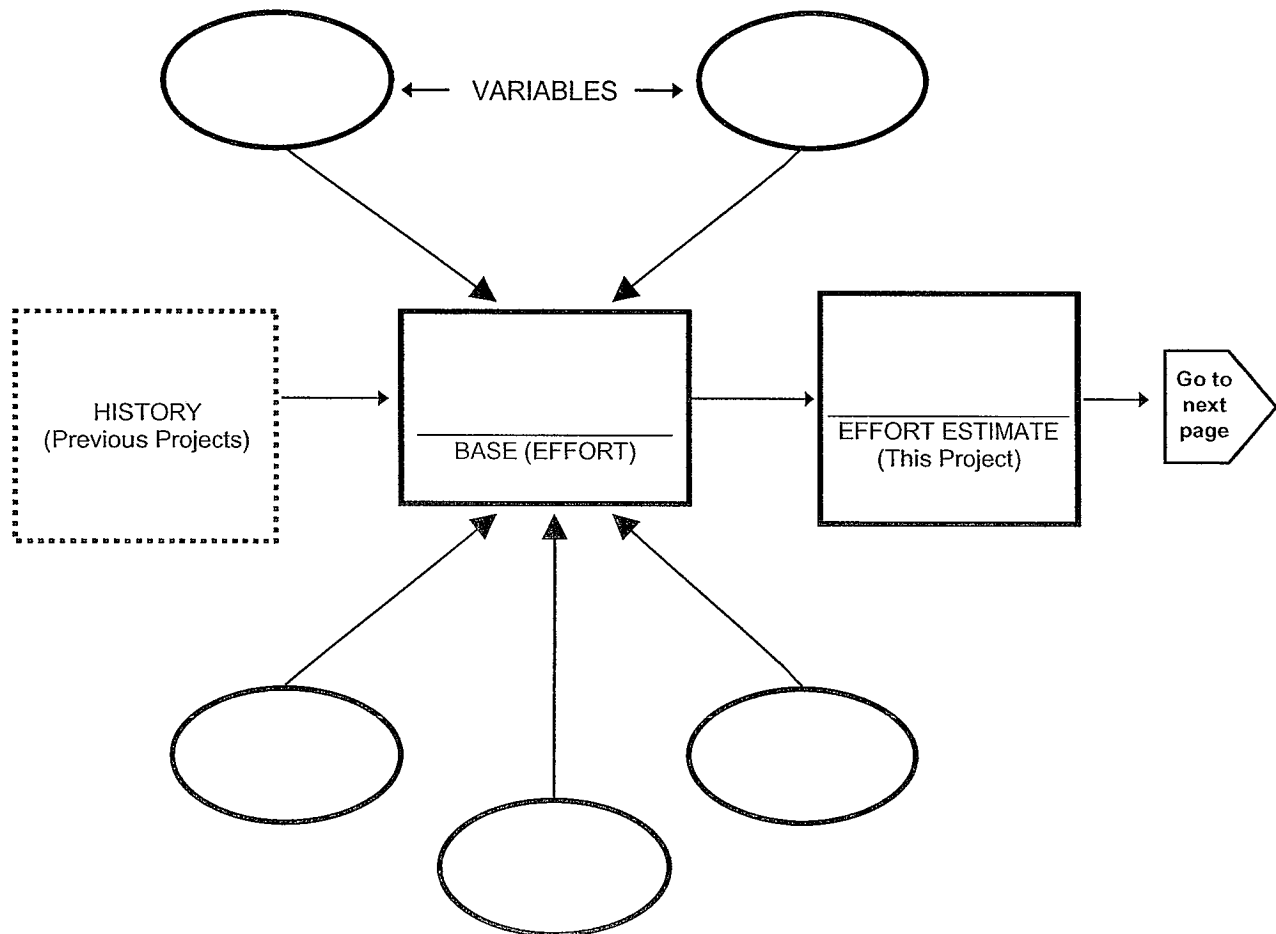 VARIABLES
HISTORY
(Previous Projects)
BASE (EFFORT)
EFFORT ESTIMATE
(This Project)
Go to
next
page